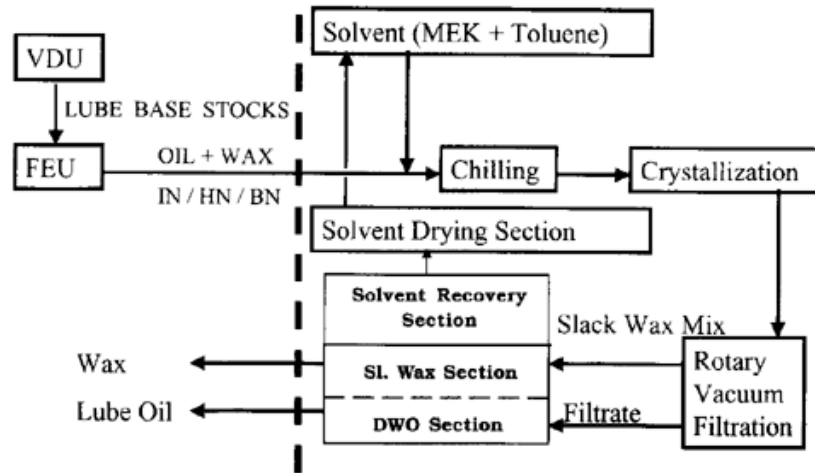 Solvent (MEK + Toluene)
VDU
LUBE BASE STOCKS
FEU
OIL + WAX
IN / HN / BN
Chilling
Crystallization
Solvent Drying Section
Solvent Recovery
Section
Slack Wax Mix
Wax
Sl. Wax Section
Rotary
Vacuum
Filtration
Lube Oil
DWO Section
Filtrate